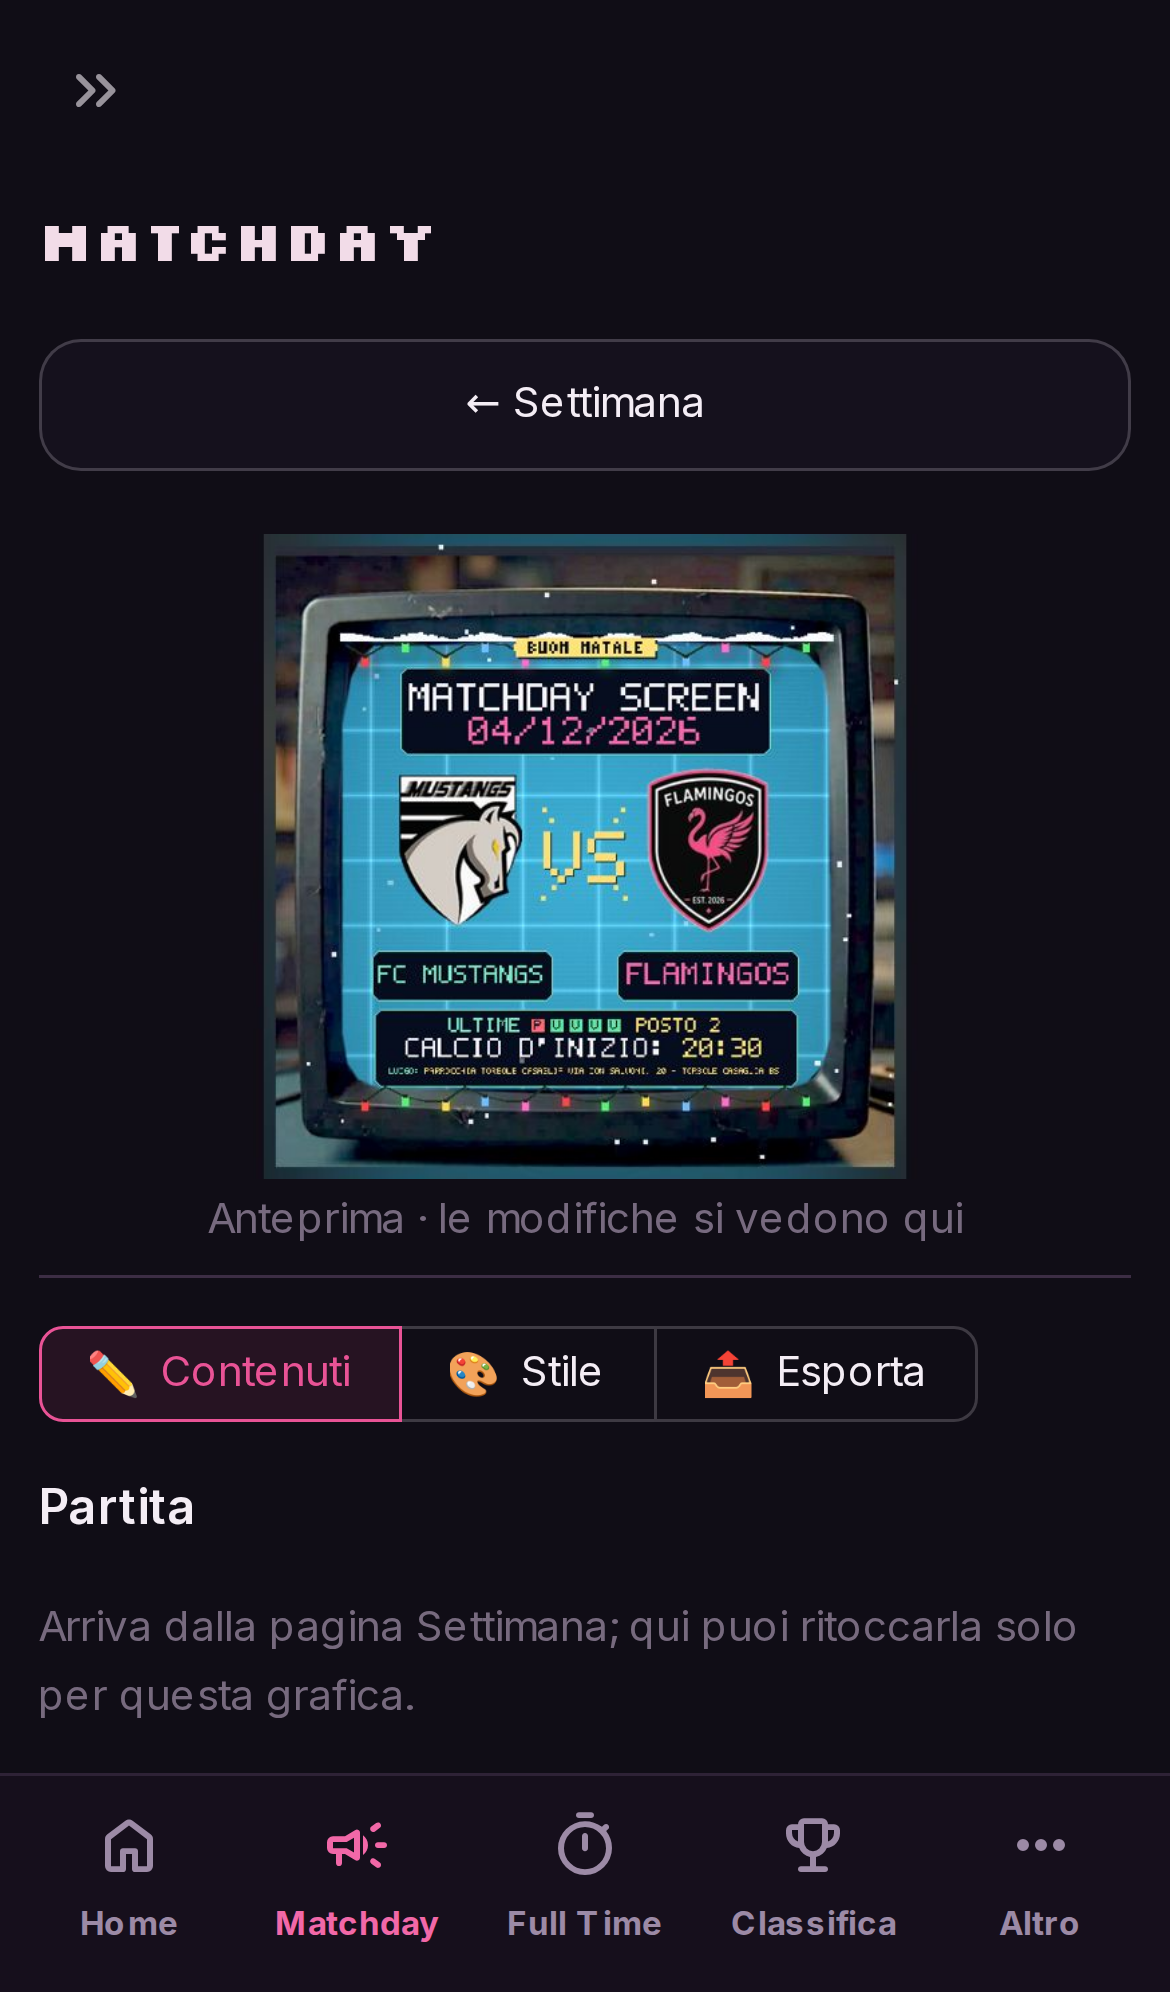 MATCHDAY
← Settimana
BUON NATALE
MATCHDAY SCREEN
04/12/2026
MUSTANGS
FLAMINGOS
EST. 2026
VS
FC MUSTANGS
FLAMINGOS
ULTIME P V V V V POSTO 2
CALCIO D'INIZIO: 20:30
Anteprima · le modifiche si vedono qui
Contenuti
Stile
Esporta
Partita
Arriva dalla pagina Settimana; qui puoi ritoccarla solo
per questa grafica.
Home
Matchday
Full Time
Classifica
Altro